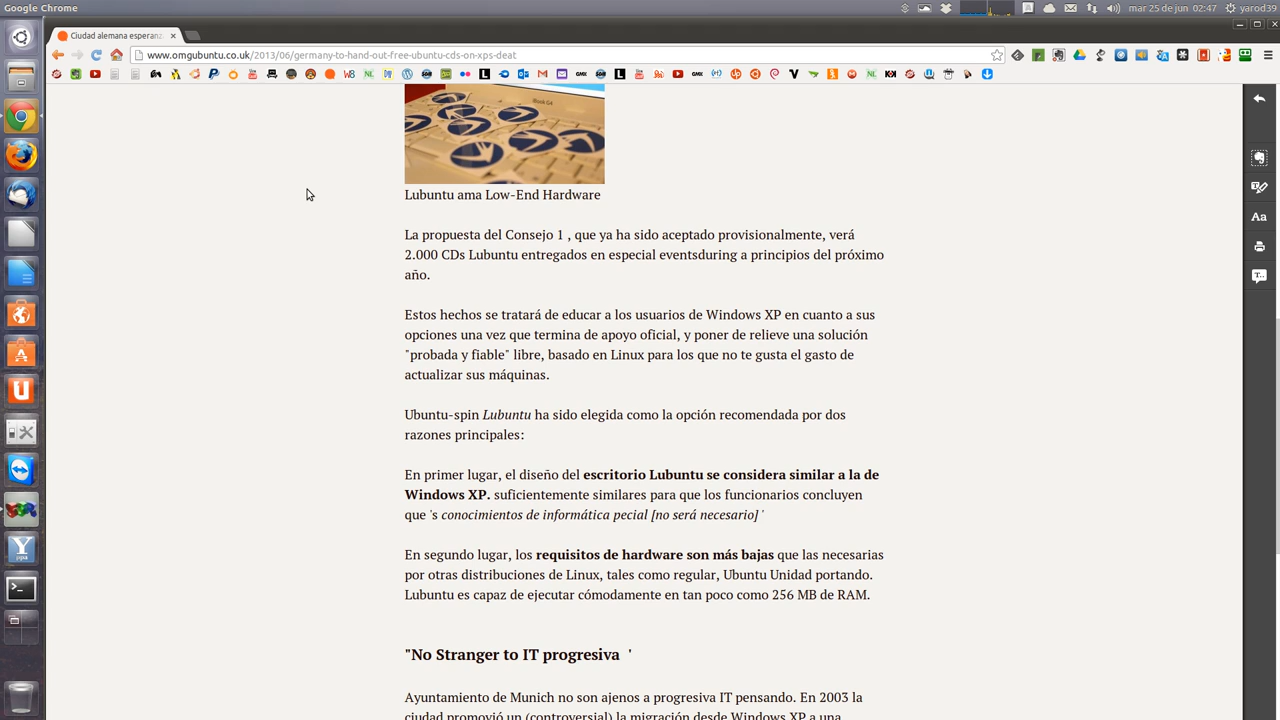 Google Chrome
mar 25 de jun 02:47
yarod39
Ciudad alemana esperanz
www.omgubuntu.co.uk/2013/06/germany-to-hand-out-free-ubuntu-cds-on-xps-deat
Lubuntu ama Low-End Hardware
La propuesta del Consejo 1 , que ya ha sido aceptado provisionalmente, verá
2.000 CDs Lubuntu entregados en especial eventsduring a principios del próximo
año.
Estos hechos se tratará de educar a los usuarios de Windows XP en cuanto a sus
opciones una vez que termina de apoyo oficial, y poner de relieve una solución
"probada y fiable" libre, basado en Linux para los que no te gusta el gasto de
actualizar sus máquinas.
Ubuntu-spin Lubuntu ha sido elegida como la opción recomendada por dos
razones principales:
En primer lugar, el diseño del escritorio Lubuntu se considera similar a la de
Windows XP. suficientemente similares para que los funcionarios concluyen
que 's conocimientos de informática pecial [no será necesario] '
En segundo lugar, los requisitos de hardware son más bajas que las necesarias
por otras distribuciones de Linux, tales como regular, Ubuntu Unidad portando.
Lubuntu es capaz de ejecutar cómodamente en tan poco como 256 MB de RAM.
"No Stranger to IT progresiva '
Ayuntamiento de Munich no son ajenos a progresiva IT pensando. En 2003 la
ciudad promovió un (controversial) la migración desde Windows XP a una